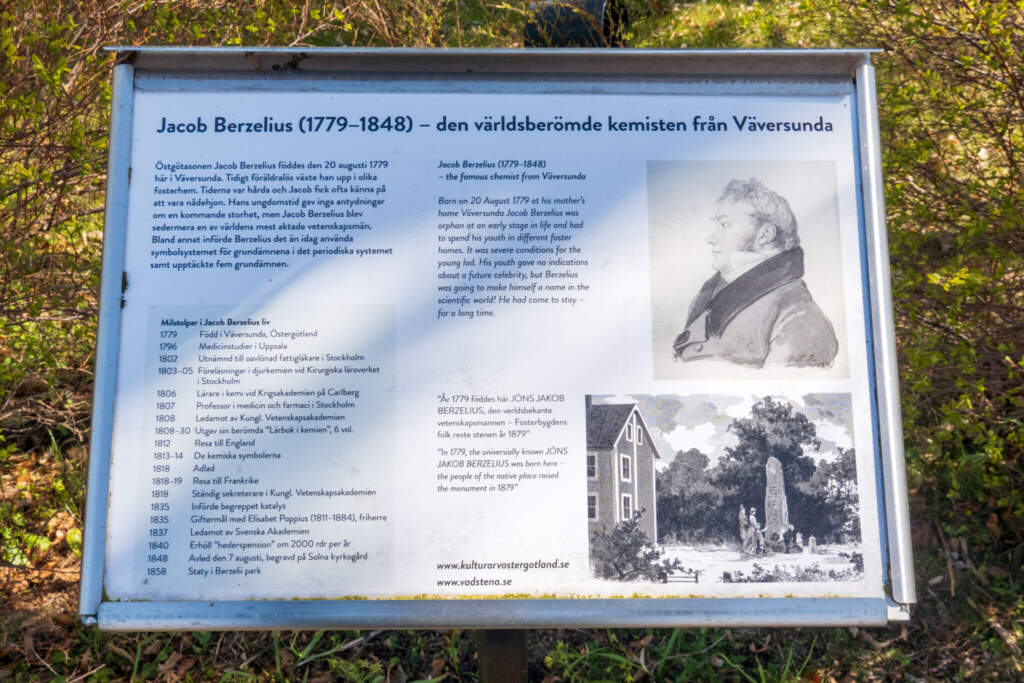 Jacob Berzelius (1779–1848) – den världsberömde kemisten från Väversunda
Östgötasonen Jacob Berzelius föddes den 20 augusti 1779
här i Väversunda. Tidigt föräldralös växte han upp i olika
fosterhem. Tiderna var hårda och Jacob fick ofta känna på
att vara nådehjon. Hans ungdomstid gav inga antydningar
om en kommande storhet, men Jacob Berzelius blev
sedermera en av världens mest aktade vetenskapsmän.
Bland annat införde Berzelius det än idag använda
symbolsystemet för grundämnena i det periodiska systemet
samt upptäckte fem grundämnen.
Milstolpar i Jacob Berzelius liv
1779 Född i Väversunda, Östergötland
1796 Medicinstudier i Uppsala
1802 Utnämnd till oavlönad fattigläkare i Stockholm
1803–05 Föreläsningar i djurkemien vid Kirurgiska läroverket
i Stockholm
1806 Lärare i kemi vid Krigsakademien på Carlberg
1807 Professor i medicin och farmaci i Stockholm
1808 Ledamot av Kungl. Vetenskapsakademien
1808–30 Utgav sin berömda "Lärbok i kemien", 6 vol.
1812 Resa till England
1813–14 De kemiska symbolerna
1818 Adlad
1818–19 Resa till Frankrike
1818 Ständig sekreterare i Kungl. Vetenskapsakademien
1835 Införde begreppet katalys
1835 Giftermål med Elisabet Poppius (1811–1884), friherre
1837 Ledamot av Svenska Akademien
1840 Erhöll "hederspension" om 2000 rdr per år
1848 Avled den 7 augusti, begravd på Solna kyrkogård
1858 Staty i Berzelii park
Jacob Berzelius (1779–1848)
– the famous chemist from Väversunda
Born on 20 August 1779 at his mother's
home Väversunda Jacob Berzelius was
orphan at an early stage in life and had
to spend his youth in different foster
homes. It was severe conditions for the
young lad. His youth gave no indications
about a future celebrity, but Berzelius
was going to make himself a name in the
scientific world! He had come to stay –
for a long time.
"År 1779 föddes här JÖNS JAKOB
BERZELIUS, den verldsbekante
vetenskapsmannen – Fosterbygdens
folk reste stenen år 1879"
"In 1779, the universially known JÖNS
JAKOB BERZELIUS was born here –
the people of the native place raised
the monument in 1879"
www.kulturarvostergotland.se
www.vadstena.se